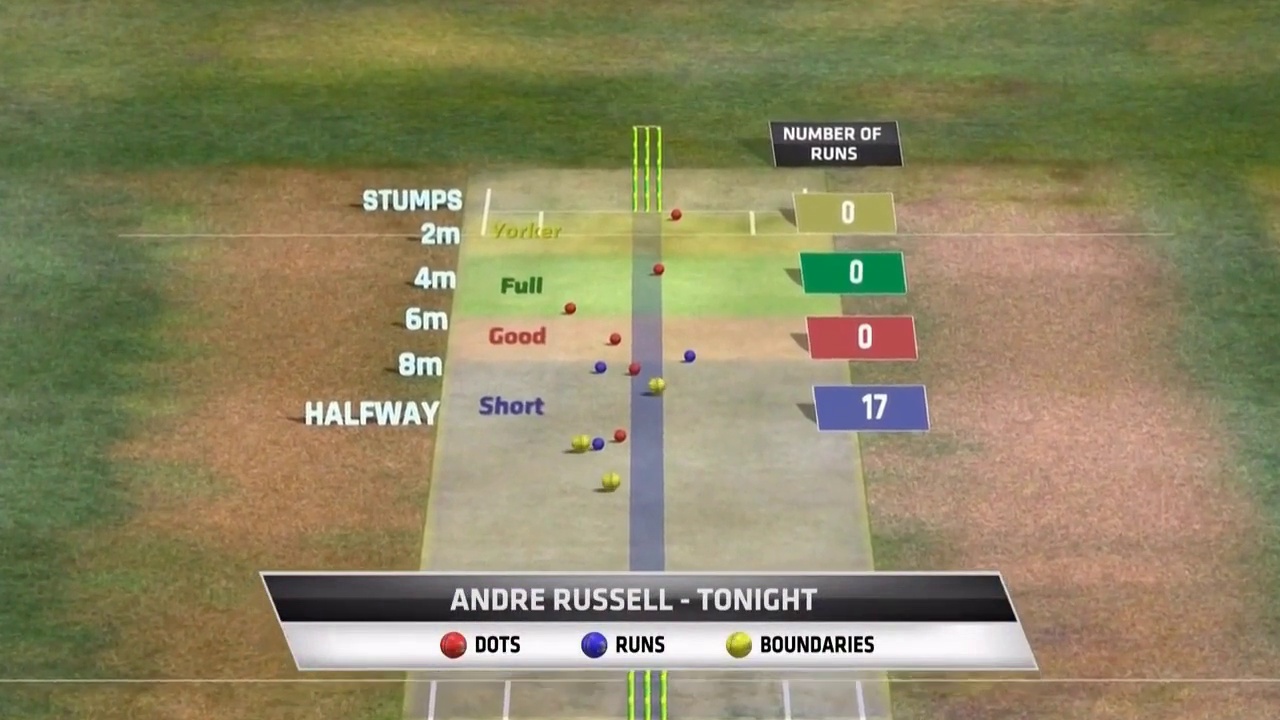 NUMBER OF
RUNS
STUMPS
0
2m
Yorker
4m
Full
0
6m
Good
0
8m
HALFWAY
Short
17
ANDRE RUSSELL - TONIGHT
DOTS
RUNS
BOUNDARIES